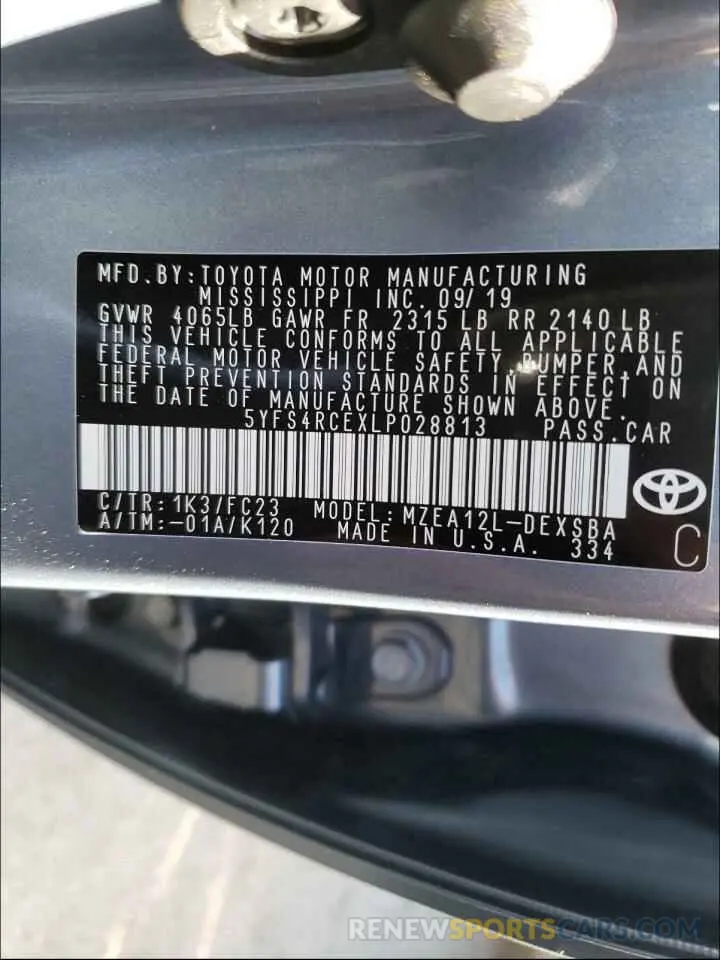 MFD.BY:TOYOTA MOTOR MANUFACTURING
MISSISSIPPI INC. 09/19
GVWR 4065LB GAWR FR 2315 LB RR 2140 LB
THIS VEHICLE CONFORMS TO ALL APPLICABLE
FEDERAL MOTOR VEHICLE SAFETY, BUMPER, AND
THEFT PREVENTION STANDARDS IN EFFECT ON
THE DATE OF MANUFACTURE SHOWN ABOVE.
5YFS4RCEXLP028813 PASS.CAR
C/TR:1K3/FC23 MODEL:MZEA12L-DEXSBA
A/TM:-01A/K120 MADE IN U.S.A. 334
C
RENEWSPORTSCARS.COM